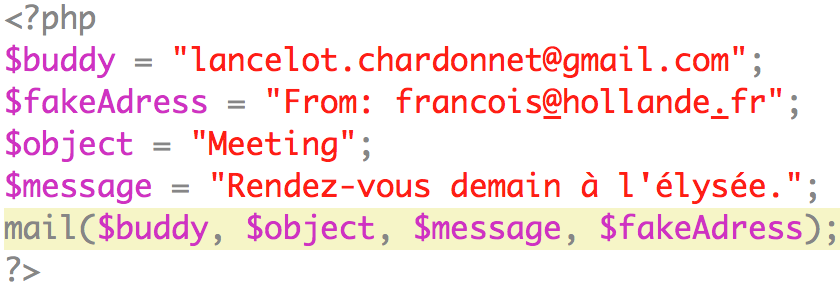 <?php
$buddy = "lancelot.chardonnet@gmail.com";
$fakeAdress = "From: francois@hollande.fr";
$object = "Meeting";
$message = "Rendez-vous demain à l'élysée.";
mail($buddy, $object, $message, $fakeAdress);
?>